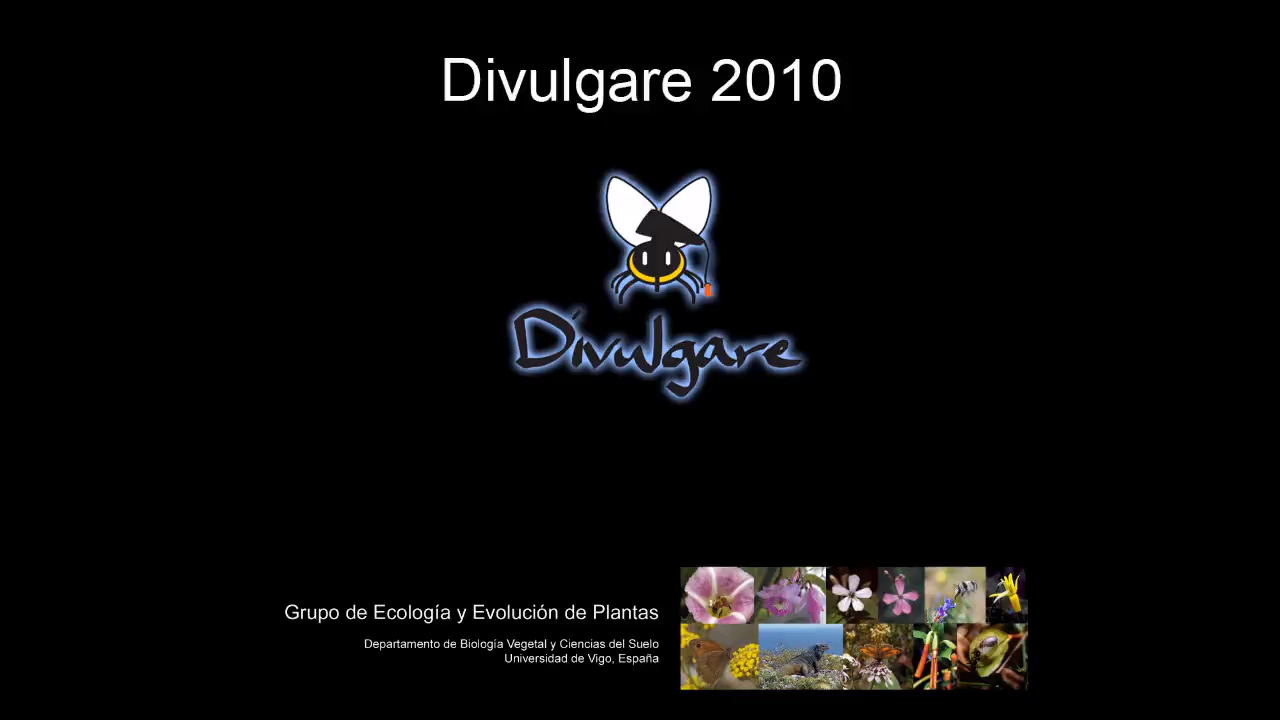 Divulgare 2010
Divulgare
Grupo de Ecología y Evolución de Plantas
Departamento de Biología Vegetal y Ciencias del Suelo
Universidad de Vigo, España